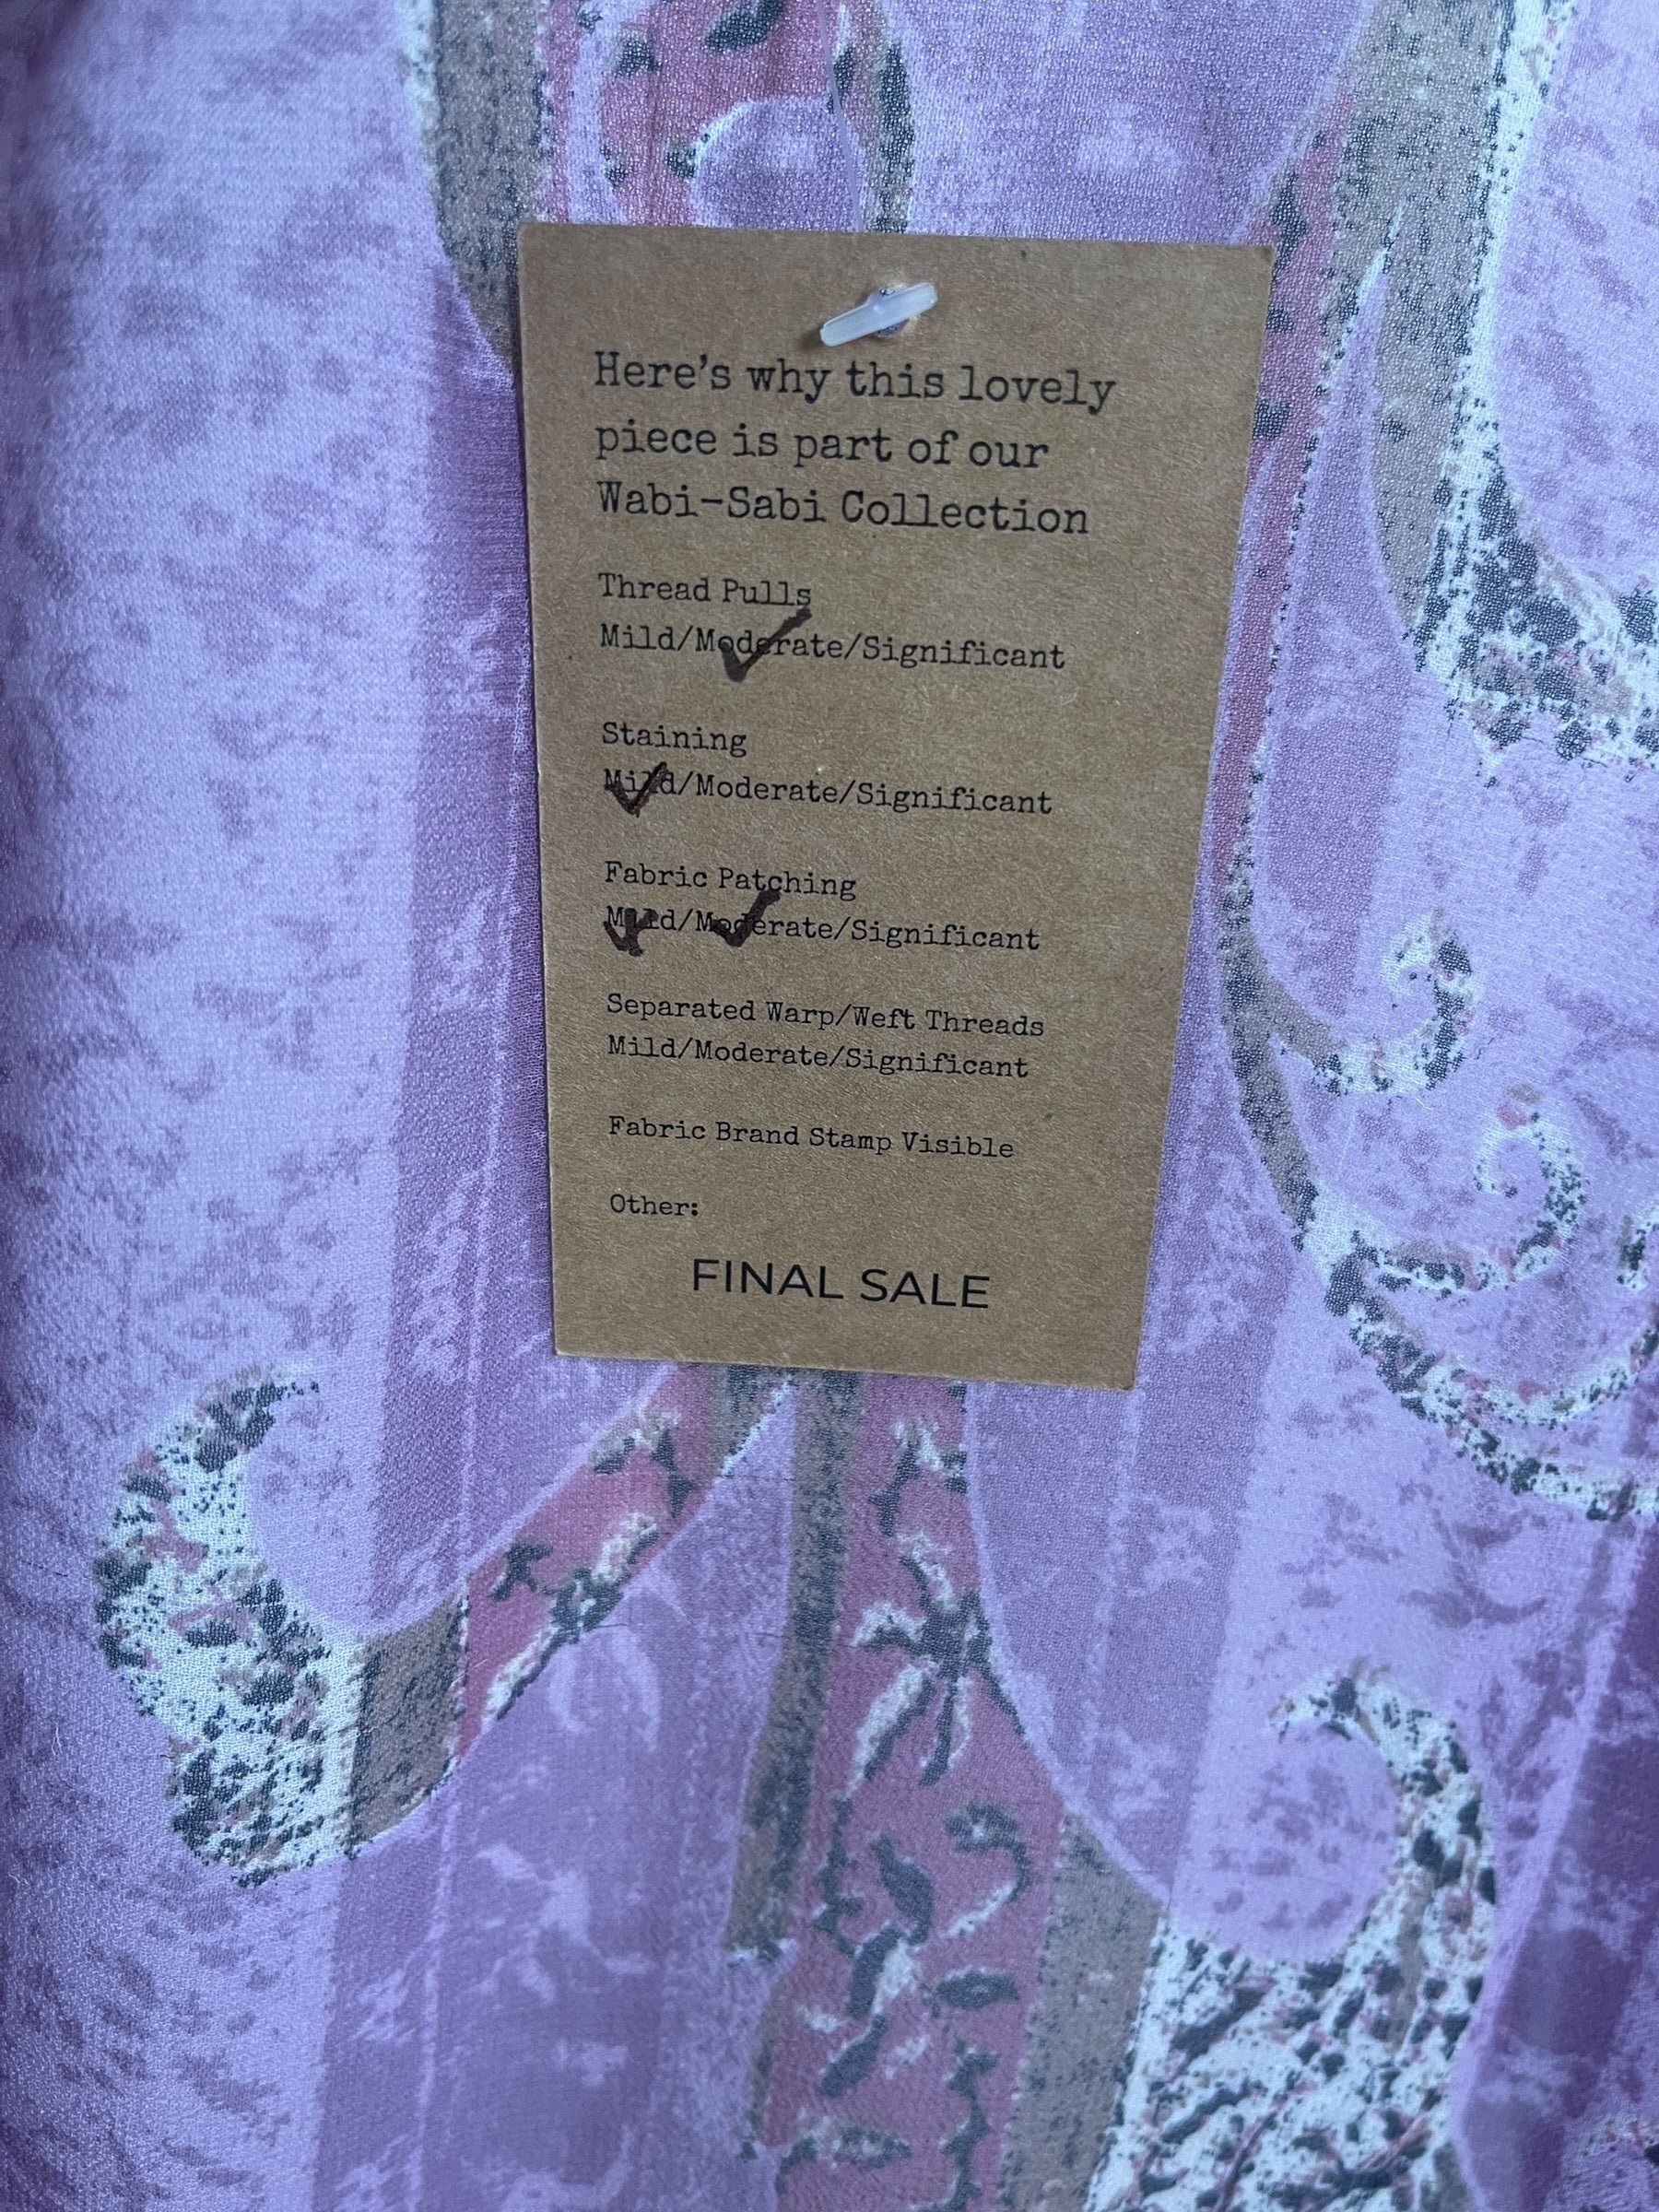 Here's why this lovely
piece is part of our
Wabi-Sabi Collection
Thread Pulls
Mild/Moderate/Significant
Staining
Mild/Moderate/Significant
Fabric Patching
Mild/Moderate/Significant
Separated Warp/Weft Threads
Mild/Moderate/Significant
Fabric Brand Stamp Visible
Other:
FINAL SALE